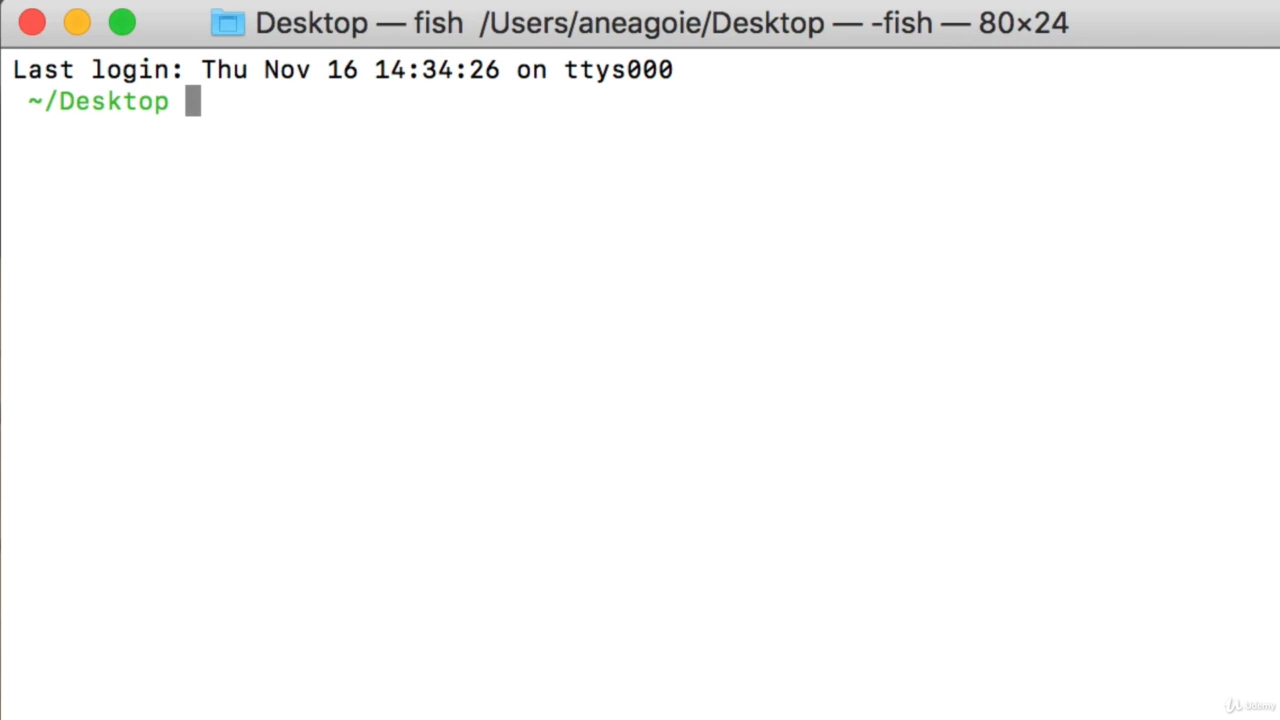 Desktop — fish /Users/aneagoie/Desktop — -fish — 80×24
Last login: Thu Nov 16 14:34:26 on ttys000
~/Desktop
Udemy